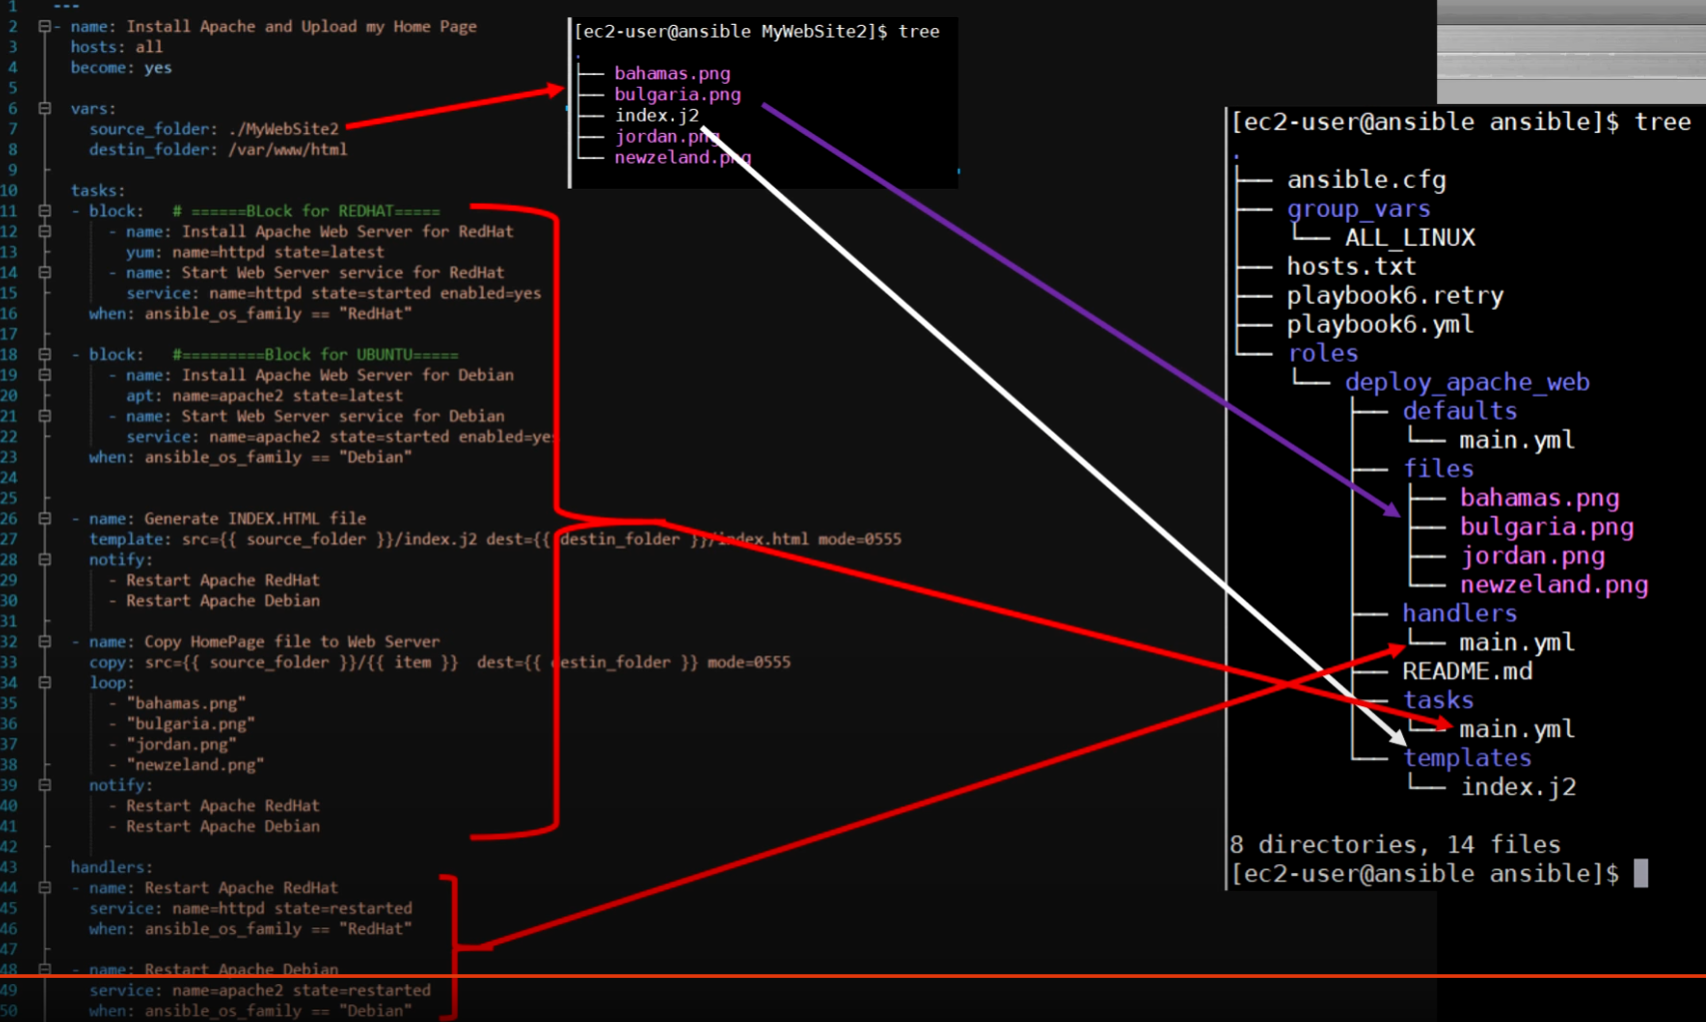 1 ---
2 - name: Install Apache and Upload my Home Page
3 hosts: all
4 become: yes
5
6 vars:
7 source_folder: ./MyWebSite2
8 destin_folder: /var/www/html
9
10 tasks:
11 - block: # ======BLock for REDHAT=====
12 - name: Install Apache Web Server for RedHat
13 yum: name=httpd state=latest
14 - name: Start Web Server service for RedHat
15 service: name=httpd state=started enabled=yes
16 when: ansible_os_family == "RedHat"
17
18 - block: #=========Block for UBUNTU=====
19 - name: Install Apache Web Server for Debian
20 apt: name=apache2 state=latest
21 - name: Start Web Server service for Debian
22 service: name=apache2 state=started enabled=yes
23 when: ansible_os_family == "Debian"
24
25
26 - name: Generate INDEX.HTML file
27 template: src={{ source_folder }}/index.j2 dest={{ destin_folder }}/index.html mode=0555
28 notify:
29 - Restart Apache RedHat
30 - Restart Apache Debian
31
32 - name: Copy HomePage file to Web Server
33 copy: src={{ source_folder }}/{{ item }} dest={{ destin_folder }} mode=0555
34 loop:
35 - "bahamas.png"
36 - "bulgaria.png"
37 - "jordan.png"
38 - "newzeland.png"
39 notify:
40 - Restart Apache RedHat
41 - Restart Apache Debian
42
43 handlers:
44 - name: Restart Apache RedHat
45 service: name=httpd state=restarted
46 when: ansible_os_family == "RedHat"
47
48 - name: Restart Apache Debian
49 service: name=apache2 state=restarted
50 when: ansible_os_family == "Debian"
[ec2-user@ansible MyWebSite2]$ tree
.
├── bahamas.png
├── bulgaria.png
├── index.j2
├── jordan.png
└── newzeland.png
[ec2-user@ansible ansible]$ tree
.
├── ansible.cfg
├── group_vars
│   └── ALL_LINUX
├── hosts.txt
├── playbook6.retry
├── playbook6.yml
└── roles
    └── deploy_apache_web
        ├── defaults
        │   └── main.yml
        ├── files
        │   ├── bahamas.png
        │   ├── bulgaria.png
        │   ├── jordan.png
        │   └── newzeland.png
        ├── handlers
        │   └── main.yml
        ├── README.md
        ├── tasks
        │   └── main.yml
        └── templates
            └── index.j2
8 directories, 14 files
[ec2-user@ansible ansible]$